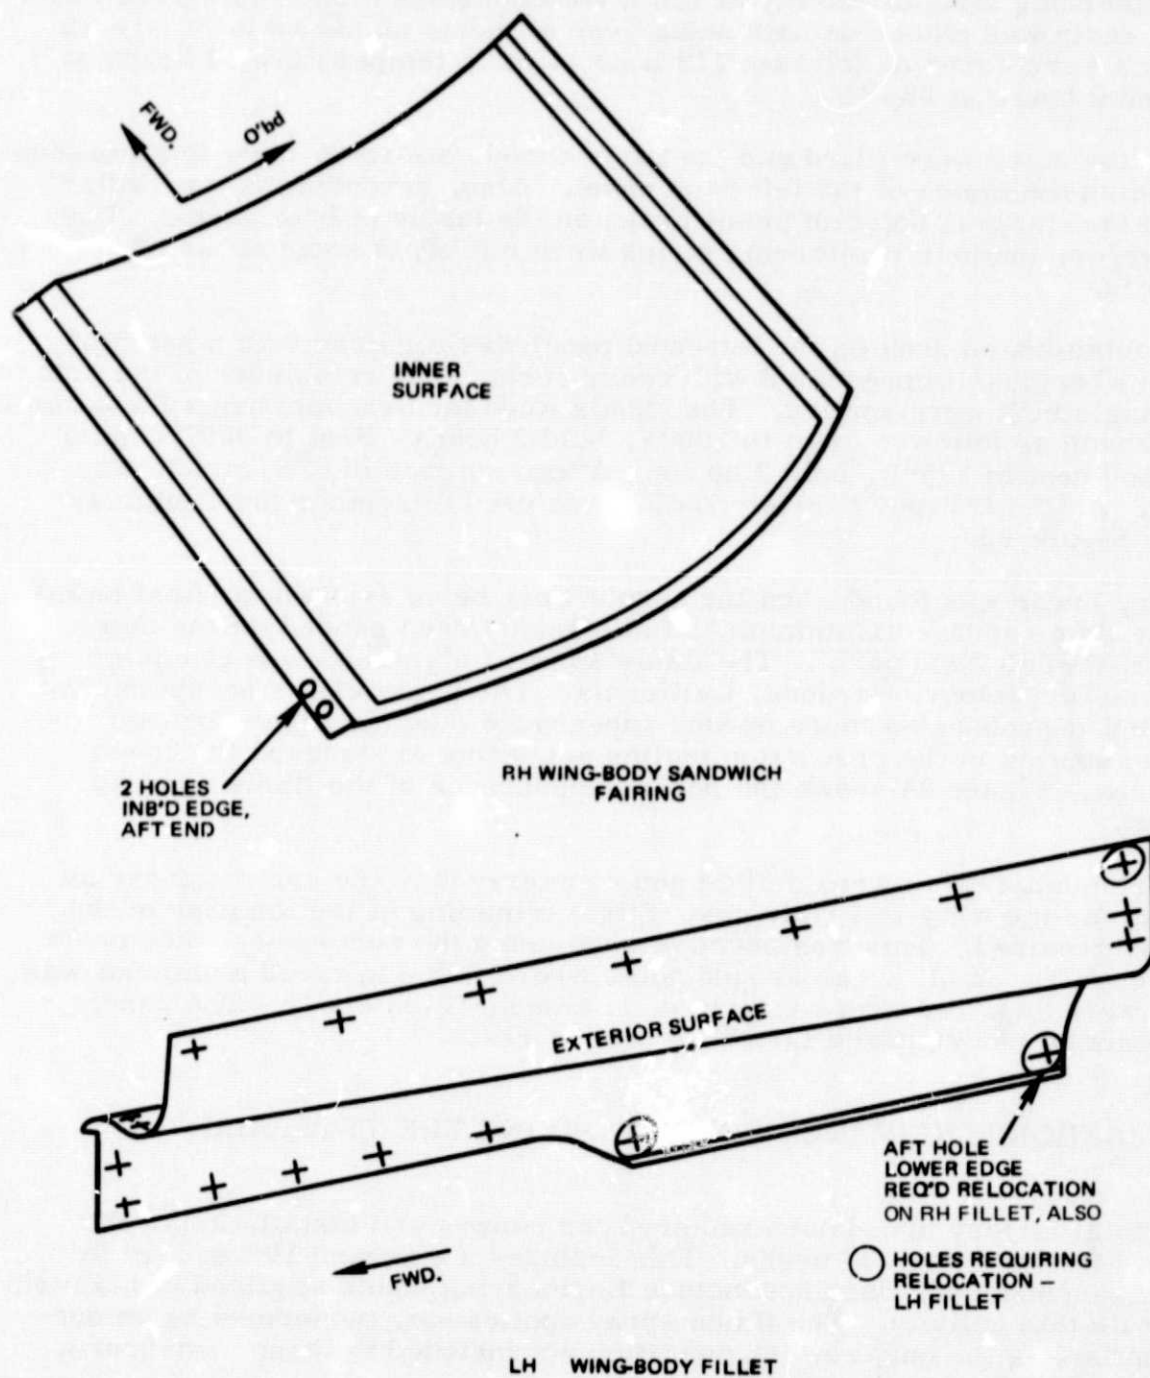 FWD.
O'bd
INNER
SURFACE
2 HOLES
INB'D EDGE,
AFT END
RH WING-BODY SANDWICH
FAIRING
EXTERIOR SURFACE
AFT HOLE
LOWER EDGE
REQ'D RELOCATION
ON RH FILLET, ALSO
FWD.
HOLES REQUIRING
RELOCATION –
LH FILLET
LH WING-BODY FILLET